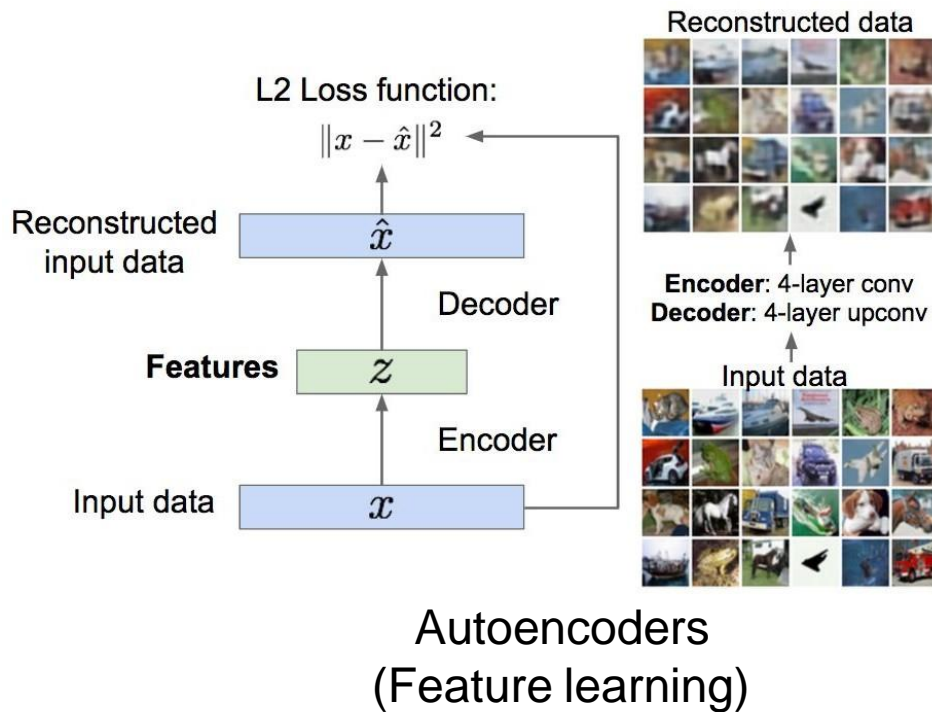 Reconstructed data
L2 Loss function:
‖x − x̂‖²
Reconstructed
input data
x̂
Decoder
Encoder: 4-layer conv
Decoder: 4-layer upconv
Features
z
Input data
Encoder
Input data
x
Autoencoders
(Feature learning)